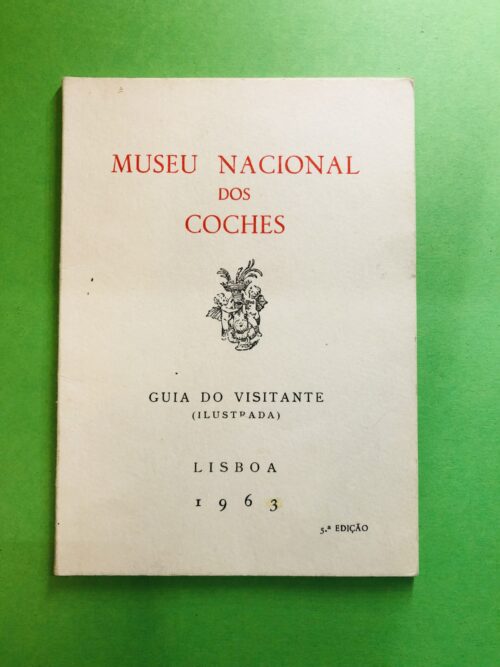 MUSEU NACIONAL
DOS
COCHES
GUIA DO VISITANTE
(ILUSTRADA)
LISBOA
1963
5.ª EDIÇÃO